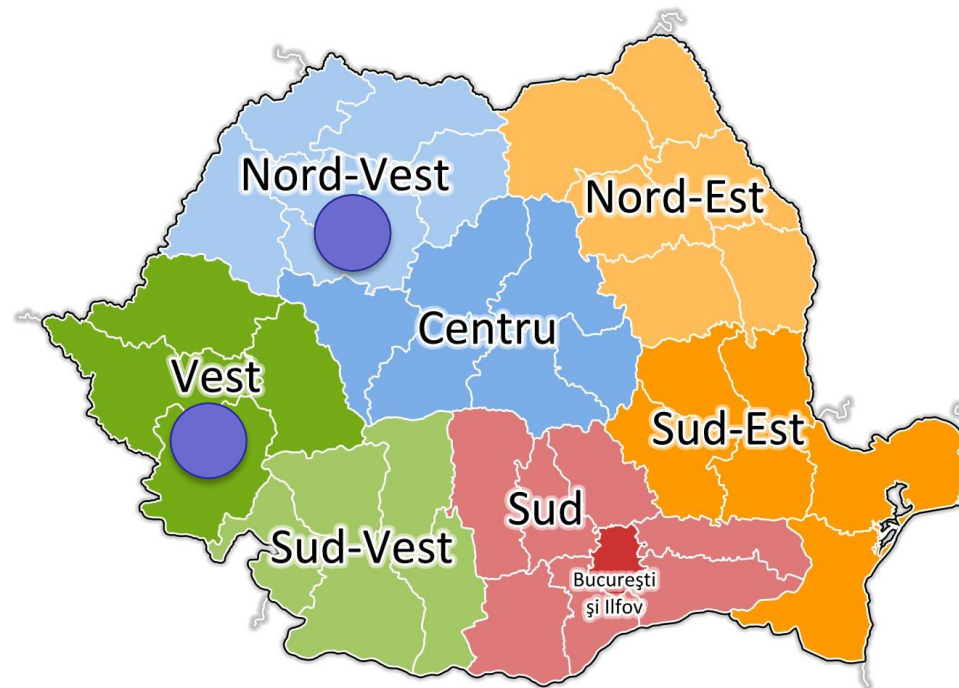 Nord-Vest
Nord-Est
Centru
Vest
Sud-Est
Sud
Sud-Vest
Bucureşti
şi Ilfov